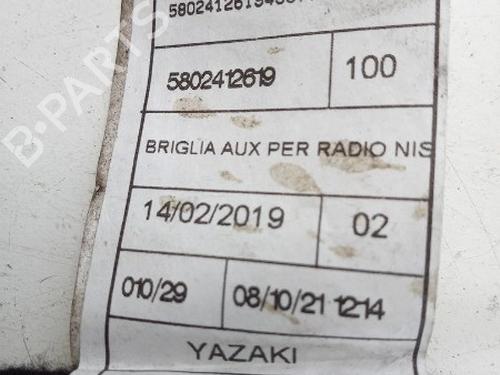 5802412619
100
BRIGLIA AUX PER RADIO NIS
14/02/2019
02
010/29
08/10/21 1214
YAZAKI
B-PARTS